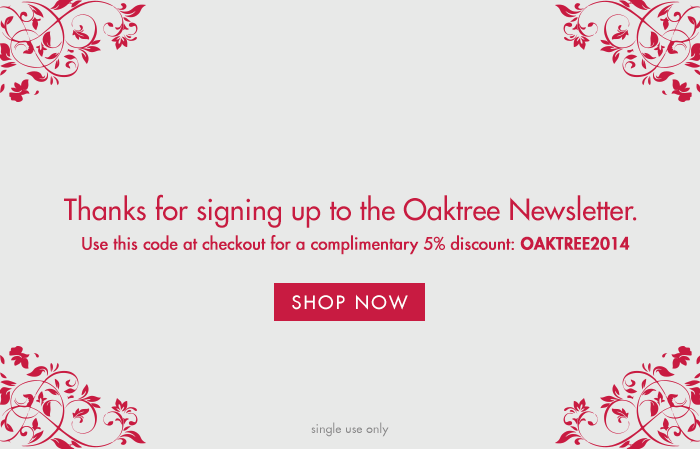 Thanks for signing up to the Oaktree Newsletter.
Use this code at checkout for a complimentary 5% discount: OAKTREE2014
SHOP NOW
single use only